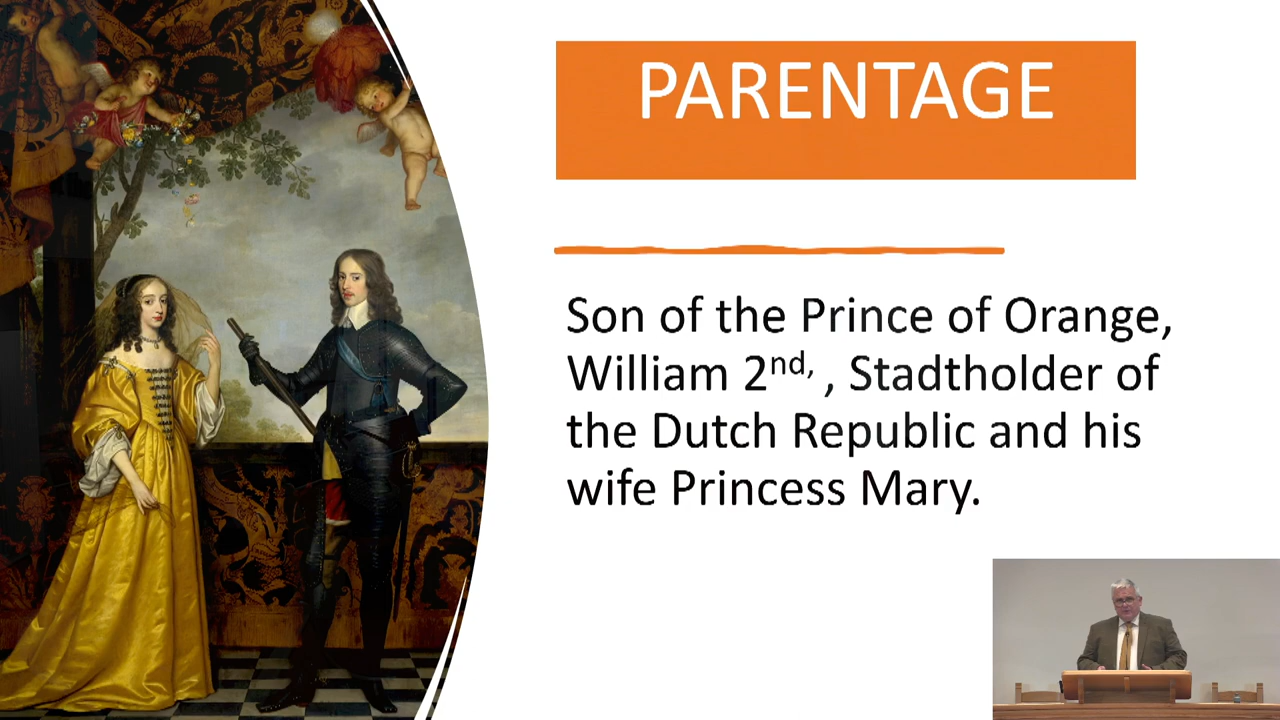 PARENTAGE
Son of the Prince of Orange,
William 2nd, , Stadtholder of
the Dutch Republic and his
wife Princess Mary.